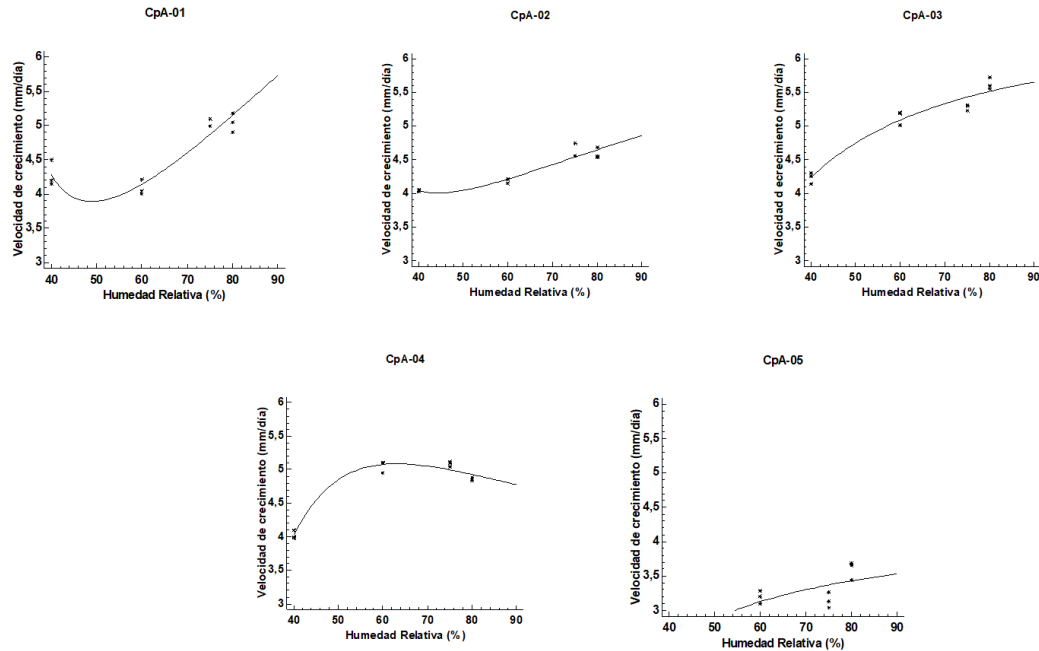 CpA-01
CpA-02
CpA-03
Velocidad de crecimiento (mm/día)
6
5,5
5
4,5
4
3,5
3
40 50 60 70 80 90
Humedad Relativa (%)
Velocidad de crecimiento (mm/día)
6
5,5
5
4,5
4
3,5
3
40 50 60 70 80 90
Humedad Relativa (%)
Velocidad d ecrecimiento (mm/día)
6
5,5
5
4,5
4
3,5
3
40 50 60 70 80 90
Humedad Relativa (%)
CpA-04
CpA-05
Velocidad de crecimiento (mm/día)
6
5,5
5
4,5
4
3,5
3
40 50 60 70 80 90
Humedad Relativa (%)
Velocidad de crecimiento (mm/día)
6
5,5
5
4,5
4
3,5
3
40 50 60 70 80 90
Humedad Relativa (%)